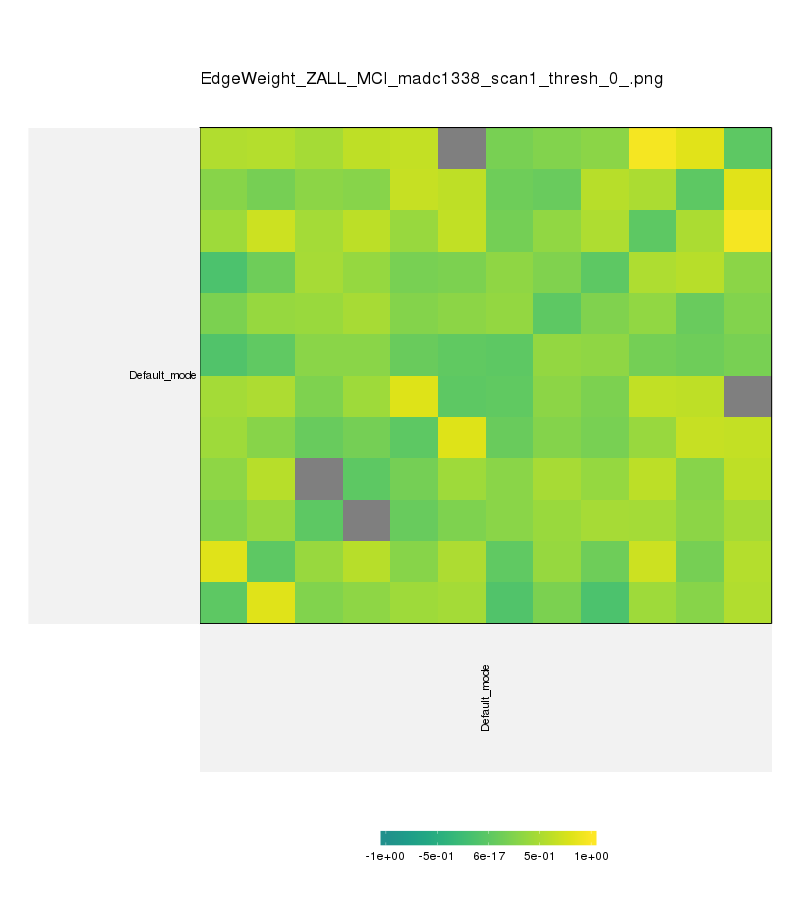 EdgeWeight_ZALL_MCI_madc1338_scan1_thresh_0_.png
Default_mode
Default_mode
-1e+00 -5e-01 6e-17 5e-01 1e+00